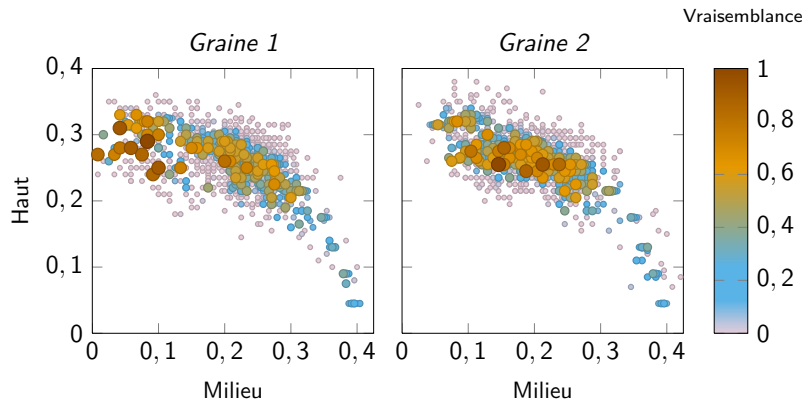 Vraisemblance
Graine 1
Graine 2
0,4
0,3
0,2
0,1
0
Haut
0 0,1 0,2 0,3 0,4
0 0,1 0,2 0,3 0,4
Milieu
Milieu
1
0,8
0,6
0,4
0,2
0